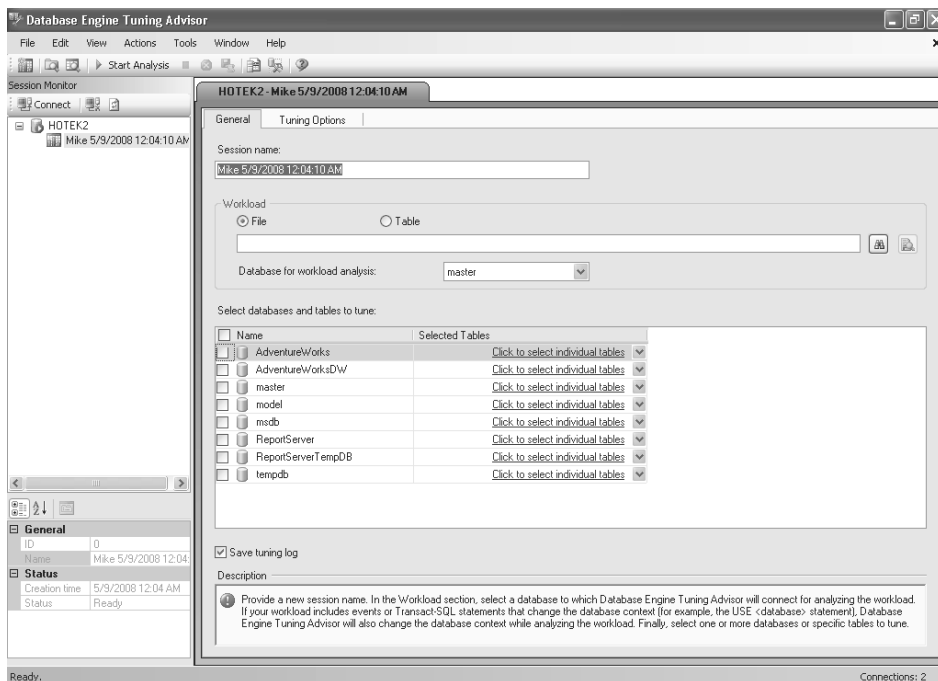 Database Engine Tuning Advisor
File Edit View Actions Tools Window Help
Start Analysis
Session Monitor
Connect
HOTEK2
Mike 5/9/2008 12:04:10 AM
HOTEK2 - Mike 5/9/2008 12:04:10 AM
General Tuning Options
Session name:
Mike 5/9/2008 12:04:10 AM
Workload
File Table
Database for workload analysis: master
Select databases and tables to tune:
Name Selected Tables
AdventureWorks Click to select individual tables
AdventureWorksDW Click to select individual tables
master Click to select individual tables
model Click to select individual tables
msdb Click to select individual tables
ReportServer Click to select individual tables
ReportServerTempDB Click to select individual tables
tempdb Click to select individual tables
General
ID 0
Name Mike 5/9/2008 12:04:
Status
Creation time 5/9/2008 12:04 AM
Status Ready
Save tuning log
Description
Provide a new session name. In the Workload section, select a database to which Database Engine Tuning Advisor will connect for analyzing the workload.
If your workload includes events or Transact-SQL statements that change the database context (for example, the USE <database> statement), Database
Engine Tuning Advisor will also change the database context while analyzing the workload. Finally, select one or more databases or specific tables to tune.
Ready. Connections: 2